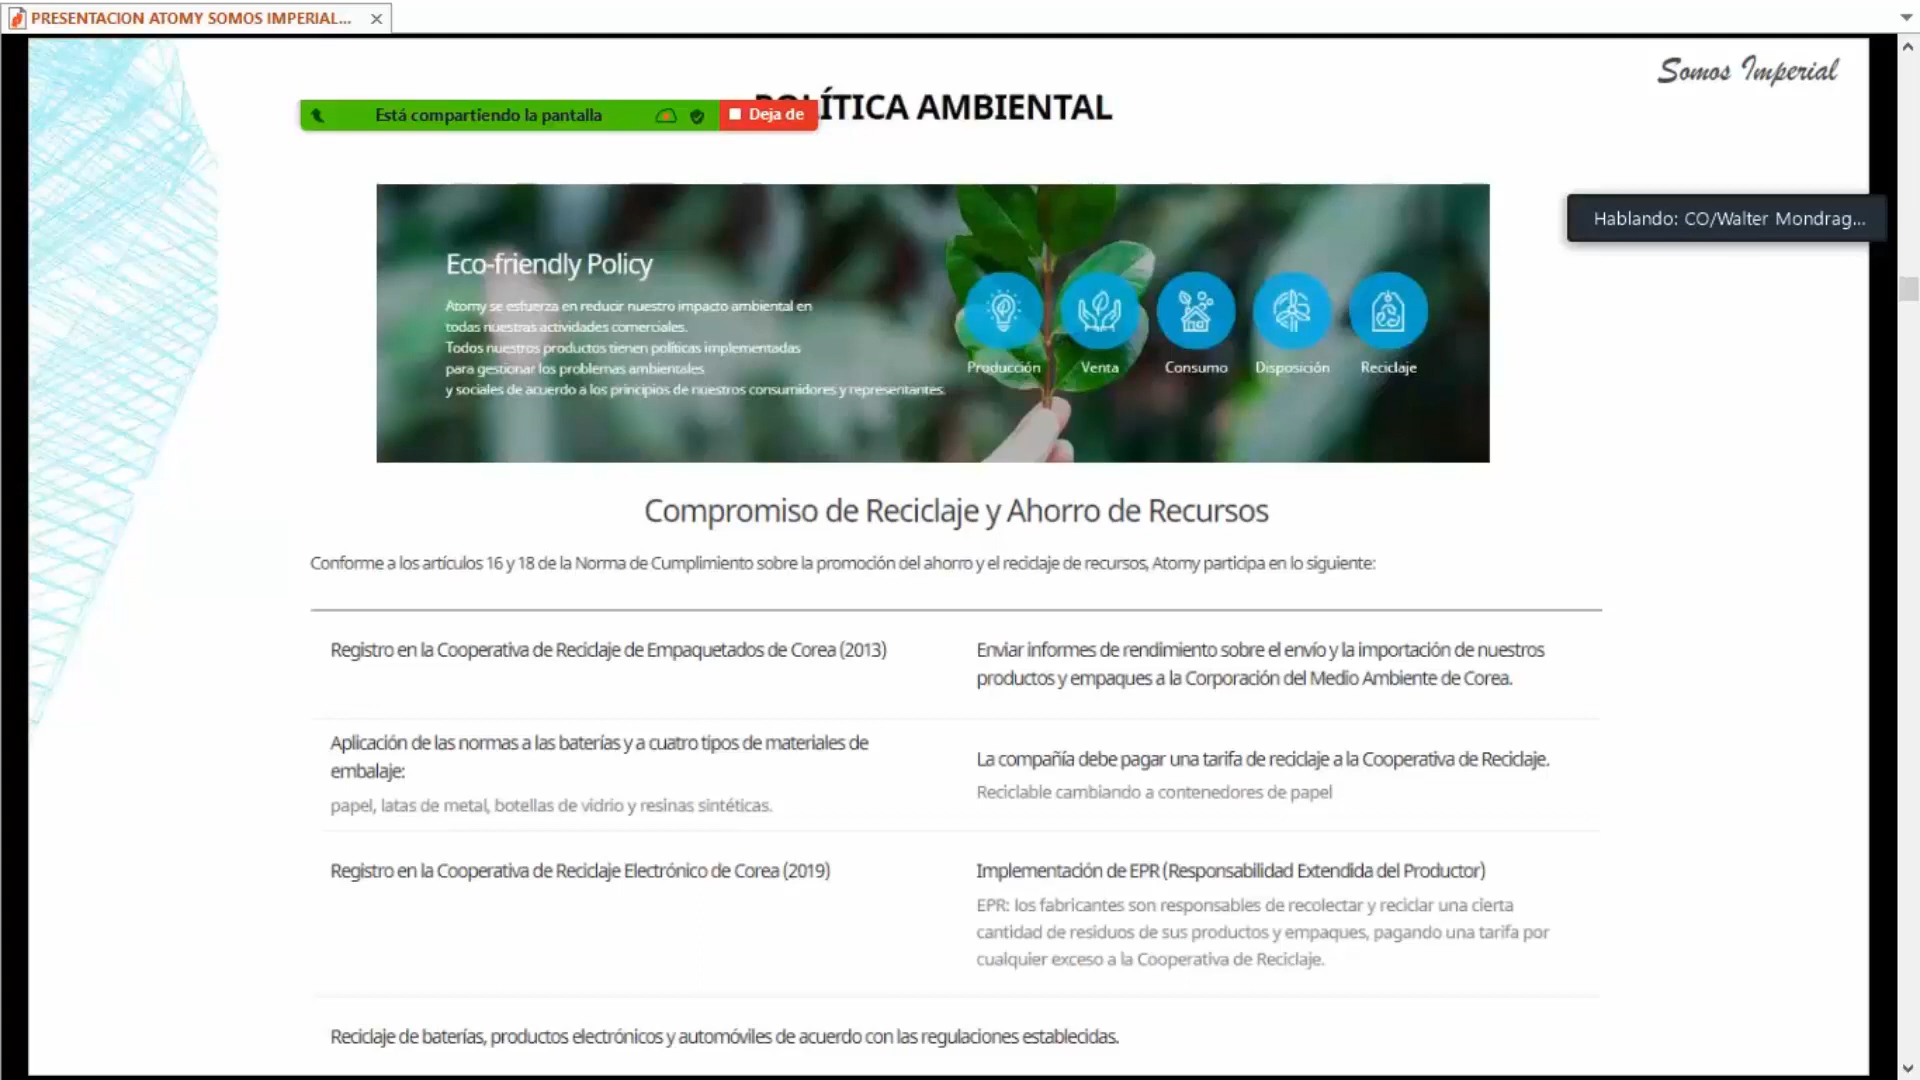 PRESENTACION ATOMY SOMOS IMPERIAL...
Somos Imperial
POLÍTICA AMBIENTAL
Está compartiendo la pantalla
Deja de
Hablando: CO/Walter Mondrag...
Eco-friendly Policy
Atomy se esfuerza en reducir nuestro impacto ambiental en
todas nuestras actividades comerciales.
Todos nuestros productos tienen políticas implementadas
para gestionar los problemas ambientales
y sociales de acuerdo a los principios de nuestros consumidores y representantes.
Producción
Venta
Consumo
Disposición
Reciclaje
Compromiso de Reciclaje y Ahorro de Recursos
Conforme a los artículos 16 y 18 de la Norma de Cumplimiento sobre la promoción del ahorro y el reciclaje de recursos, Atomy participa en lo siguiente:
Registro en la Cooperativa de Reciclaje de Empaquetados de Corea (2013)
Enviar informes de rendimiento sobre el envío y la importación de nuestros
productos y empaques a la Corporación del Medio Ambiente de Corea.
Aplicación de las normas a las baterías y a cuatro tipos de materiales de
embalaje:
papel, latas de metal, botellas de vidrio y resinas sintéticas.
La compañía debe pagar una tarifa de reciclaje a la Cooperativa de Reciclaje.
Reciclable cambiando a contenedores de papel
Registro en la Cooperativa de Reciclaje Electrónico de Corea (2019)
Implementación de EPR (Responsabilidad Extendida del Productor)
EPR: los fabricantes son responsables de recolectar y reciclar una cierta
cantidad de residuos de sus productos y empaques, pagando una tarifa por
cualquier exceso a la Cooperativa de Reciclaje.
Reciclaje de baterías, productos electrónicos y automóviles de acuerdo con las regulaciones establecidas.